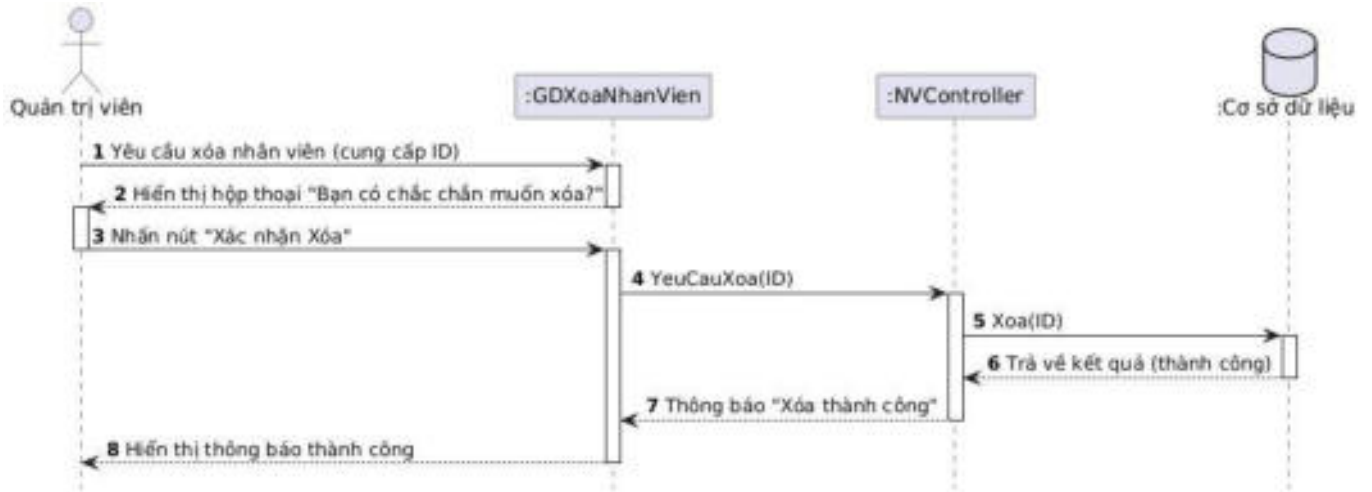 Quản trị viên
:GDXoaNhanVien
:NVController
:Cơ sở dữ liệu
1 Yêu cầu xóa nhân viên (cung cấp ID)
2 Hiển thị hộp thoại "Bạn có chắc chắn muốn xóa?"
3 Nhấn nút "Xác nhận Xóa"
4 YeuCauXoa(ID)
5 Xoa(ID)
6 Trả về kết quả (thành công)
7 Thông báo "Xóa thành công"
8 Hiển thị thông báo thành công